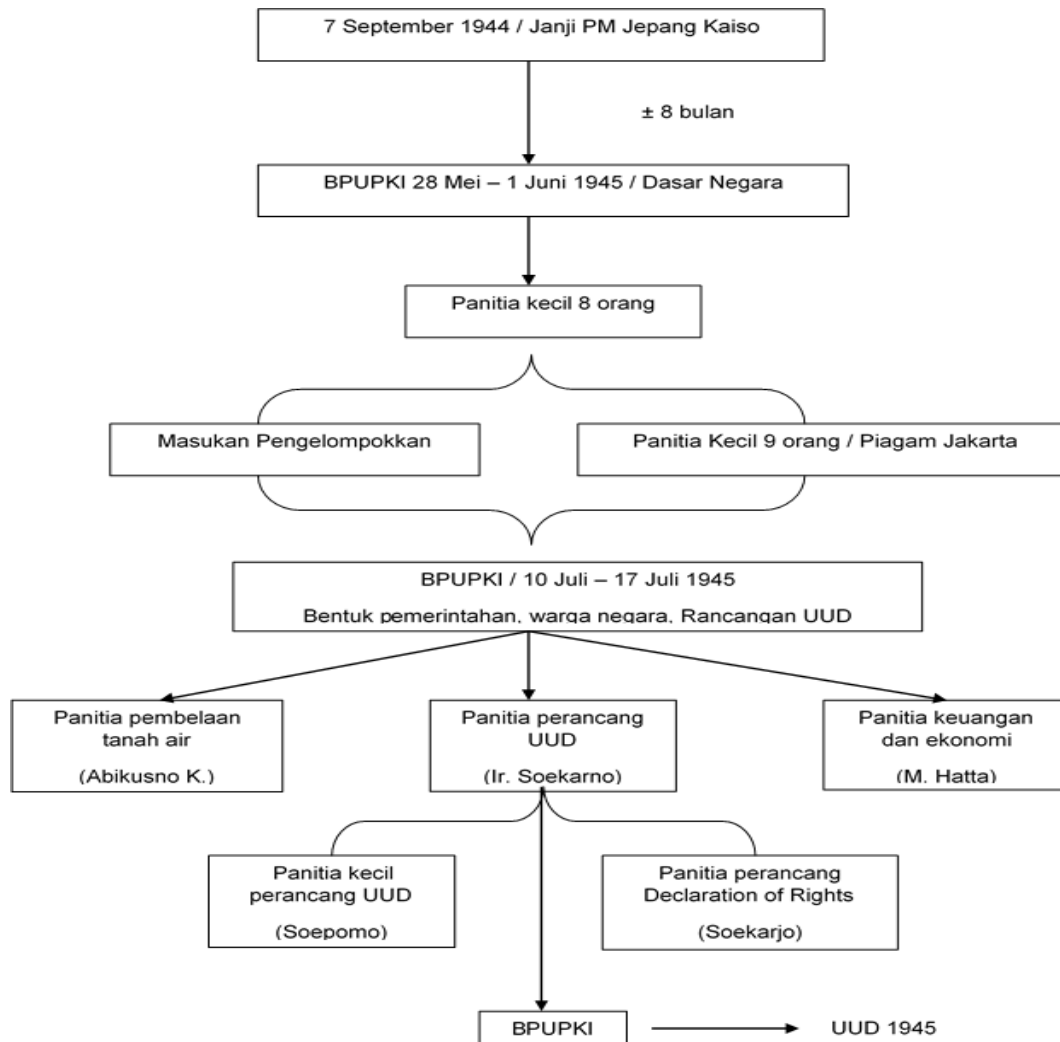 7 September 1944 / Janji PM Jepang Kaiso
± 8 bulan
BPUPKI 28 Mei – 1 Juni 1945 / Dasar Negara
Panitia kecil 8 orang
Masukan Pengelompokkan
Panitia Kecil 9 orang / Piagam Jakarta
BPUPKI / 10 Juli – 17 Juli 1945
Bentuk pemerintahan, warga negara, Rancangan UUD
Panitia pembelaan
tanah air
(Abikusno K.)
Panitia perancang
UUD
(Ir. Soekarno)
Panitia keuangan
dan ekonomi
(M. Hatta)
Panitia kecil
perancang UUD
(Soepomo)
Panitia perancang
Declaration of Rights
(Soekarjo)
BPUPKI
UUD 1945